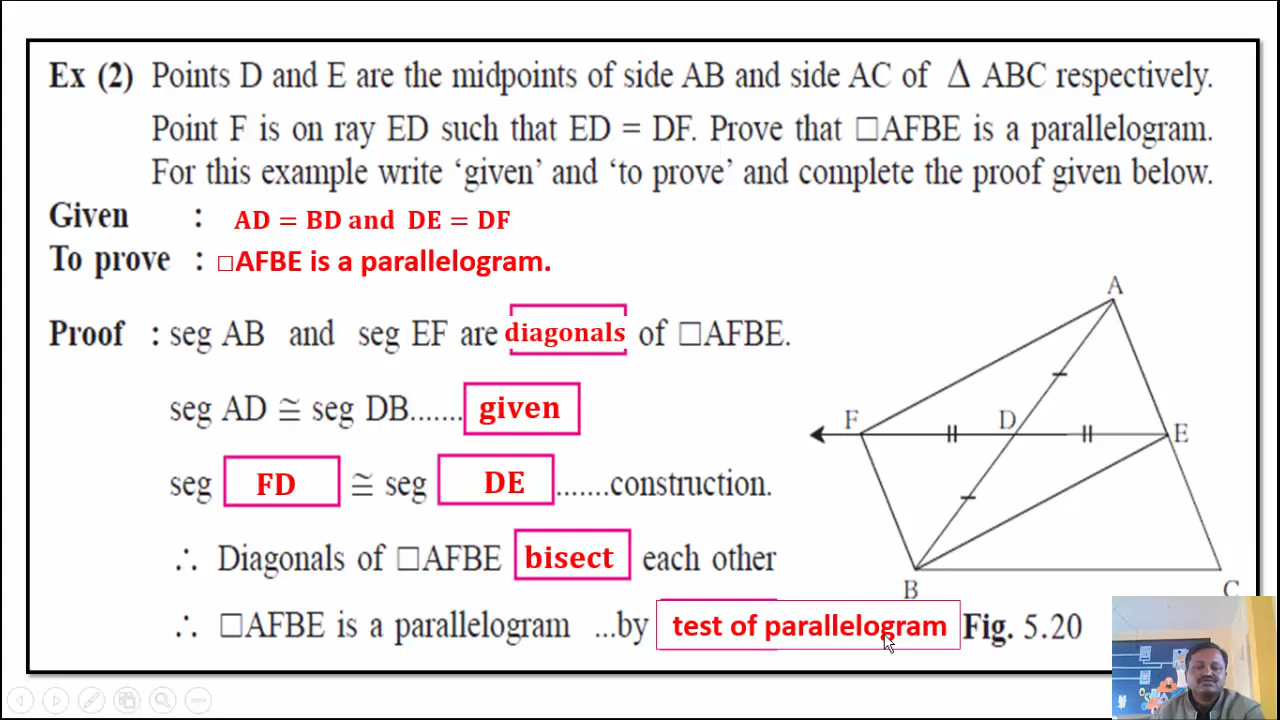 Ex (2) Points D and E are the midpoints of side AB and side AC of Δ ABC respectively.
Point F is on ray ED such that ED = DF. Prove that □AFBE is a parallelogram.
For this example write ‘given’ and ‘to prove’ and complete the proof given below.
Given : AD = BD and DE = DF
To prove : □AFBE is a parallelogram.
Proof : seg AB and seg EF are diagonals of □AFBE.
seg AD ≅ seg DB....... given
seg FD ≅ seg DE .......construction.
∴ Diagonals of □AFBE bisect each other
∴ □AFBE is a parallelogram ...by test of parallelogram
A
F D E
B C
Fig. 5.20